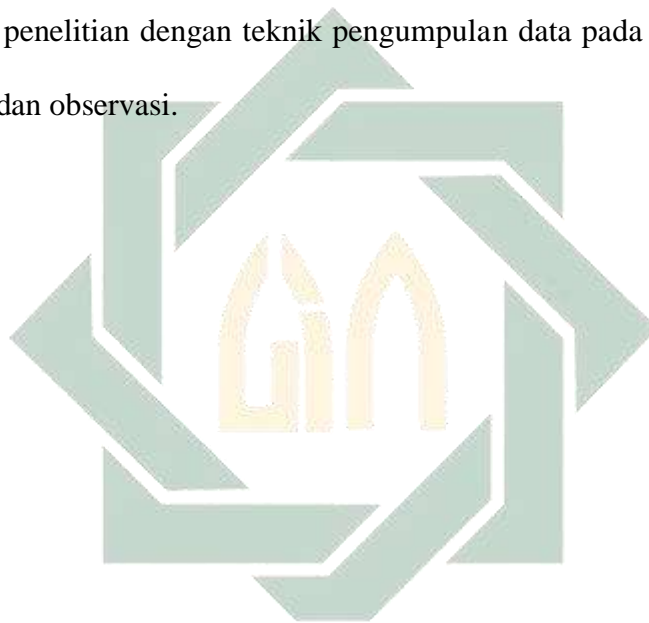 penelitian dengan teknik pengumpulan data pada
dan observasi.